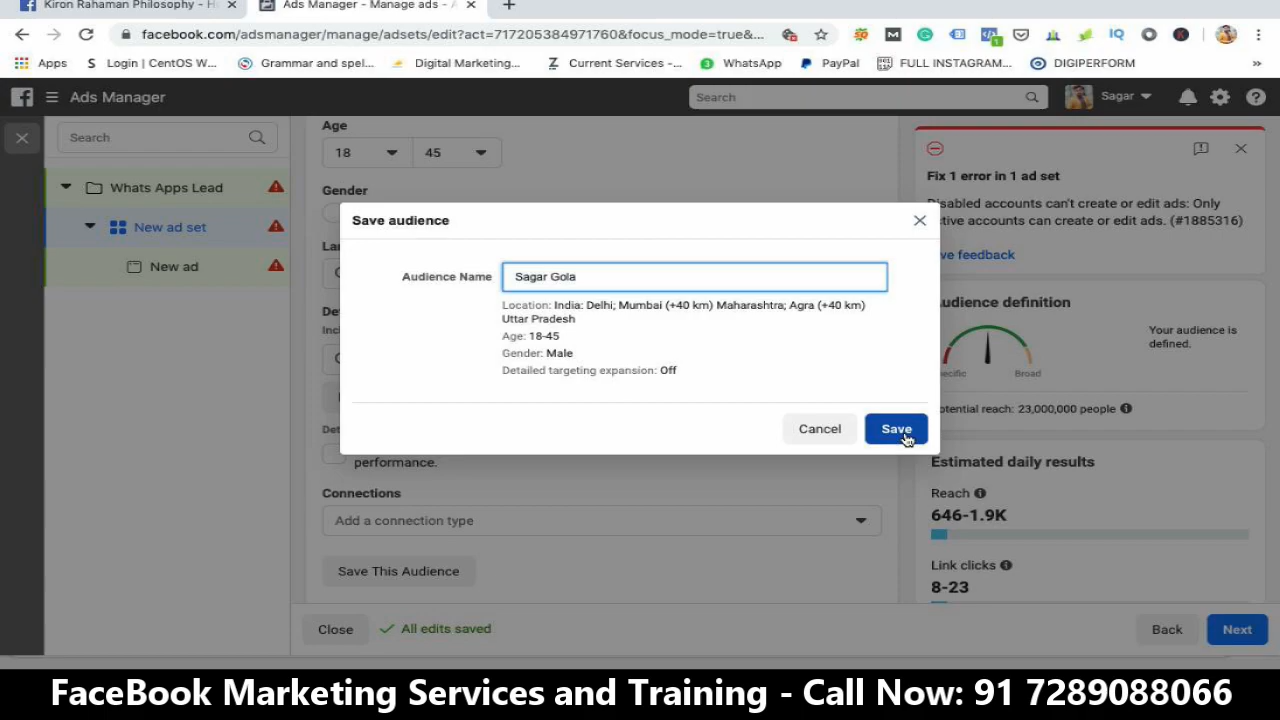 Kiron Rahaman Philosophy - H
Ads Manager - Manage ads - A
facebook.com/adsmanager/manage/adsets/edit?act=717205384971760&focus_mode=true&...
Apps
Login | CentOS W...
Grammar and spel...
Digital Marketing...
Current Services -...
WhatsApp
PayPal
FULL INSTAGRAM...
DIGIPERFORM
»
Ads Manager
Search
Sagar
Search
Whats Apps Lead
New ad set
New ad
Age
18
45
Gender
Lan
De
Inc
Det
performance.
Connections
Add a connection type
Save This Audience
Save audience
Audience Name
Sagar Gola
Location: India: Delhi; Mumbai (+40 km) Maharashtra; Agra (+40 km)
Uttar Pradesh
Age: 18-45
Gender: Male
Detailed targeting expansion: Off
Cancel
Save
Fix 1 error in 1 ad set
Disabled accounts can't create or edit ads: Only
ctive accounts can create or edit ads. (#1885316)
ve feedback
udience definition
Your audience is
defined.
ecific
Broad
otential reach: 23,000,000 people
Estimated daily results
Reach
646-1.9K
Link clicks
8-23
Close
All edits saved
Back
Next
FaceBook Marketing Services and Training - Call Now: 91 7289088066